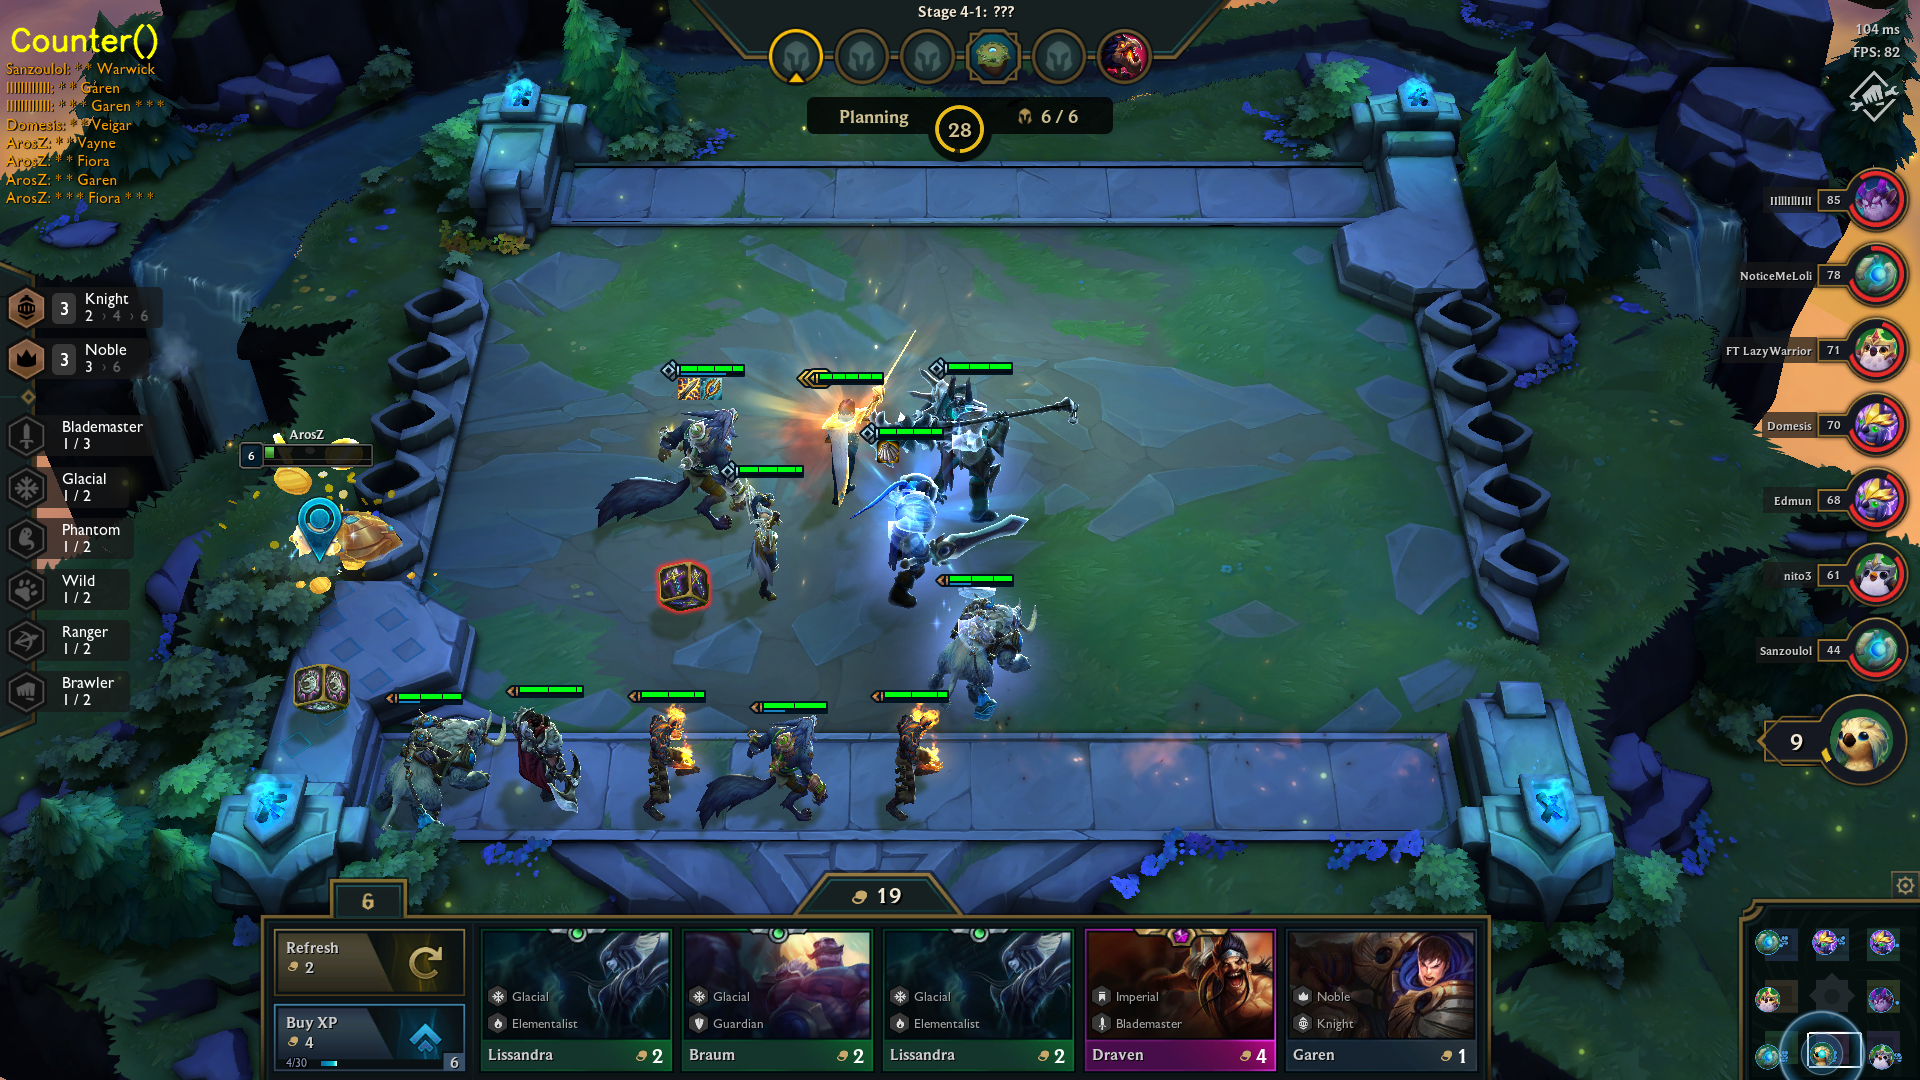 Stage 4-1: ???
Counter()
Sanzoulol: * * Warwick
IIIIIIIIIIII: * * Garen
IIIIIIIIIIII: * * * Garen * * *
Domesis: * * Veigar
ArosZ: * * Vayne
ArosZ: * * Fiora
ArosZ: * * Garen
ArosZ: * * * Fiora * * *
104 ms
FPS: 82
Planning
28
6 / 6
85
NoticeMeLoli 78
FT LazyWarrior 71
Domesis 70
Edmun 68
nito3 61
Sanzoulol 44
9
3 Knight
2 › 4 › 6
3 Noble
3 › 6
Blademaster
1 / 3
Glacial
1 / 2
Phantom
1 / 2
Wild
1 / 2
Ranger
1 / 2
Brawler
1 / 2
ArosZ
6
6
19
Refresh
2
Buy XP
4
4/30
6
Glacial
Elementalist
Lissandra 2
Glacial
Guardian
Braum 2
Glacial
Elementalist
Lissandra 2
Imperial
Blademaster
Draven 4
Noble
Knight
Garen 1